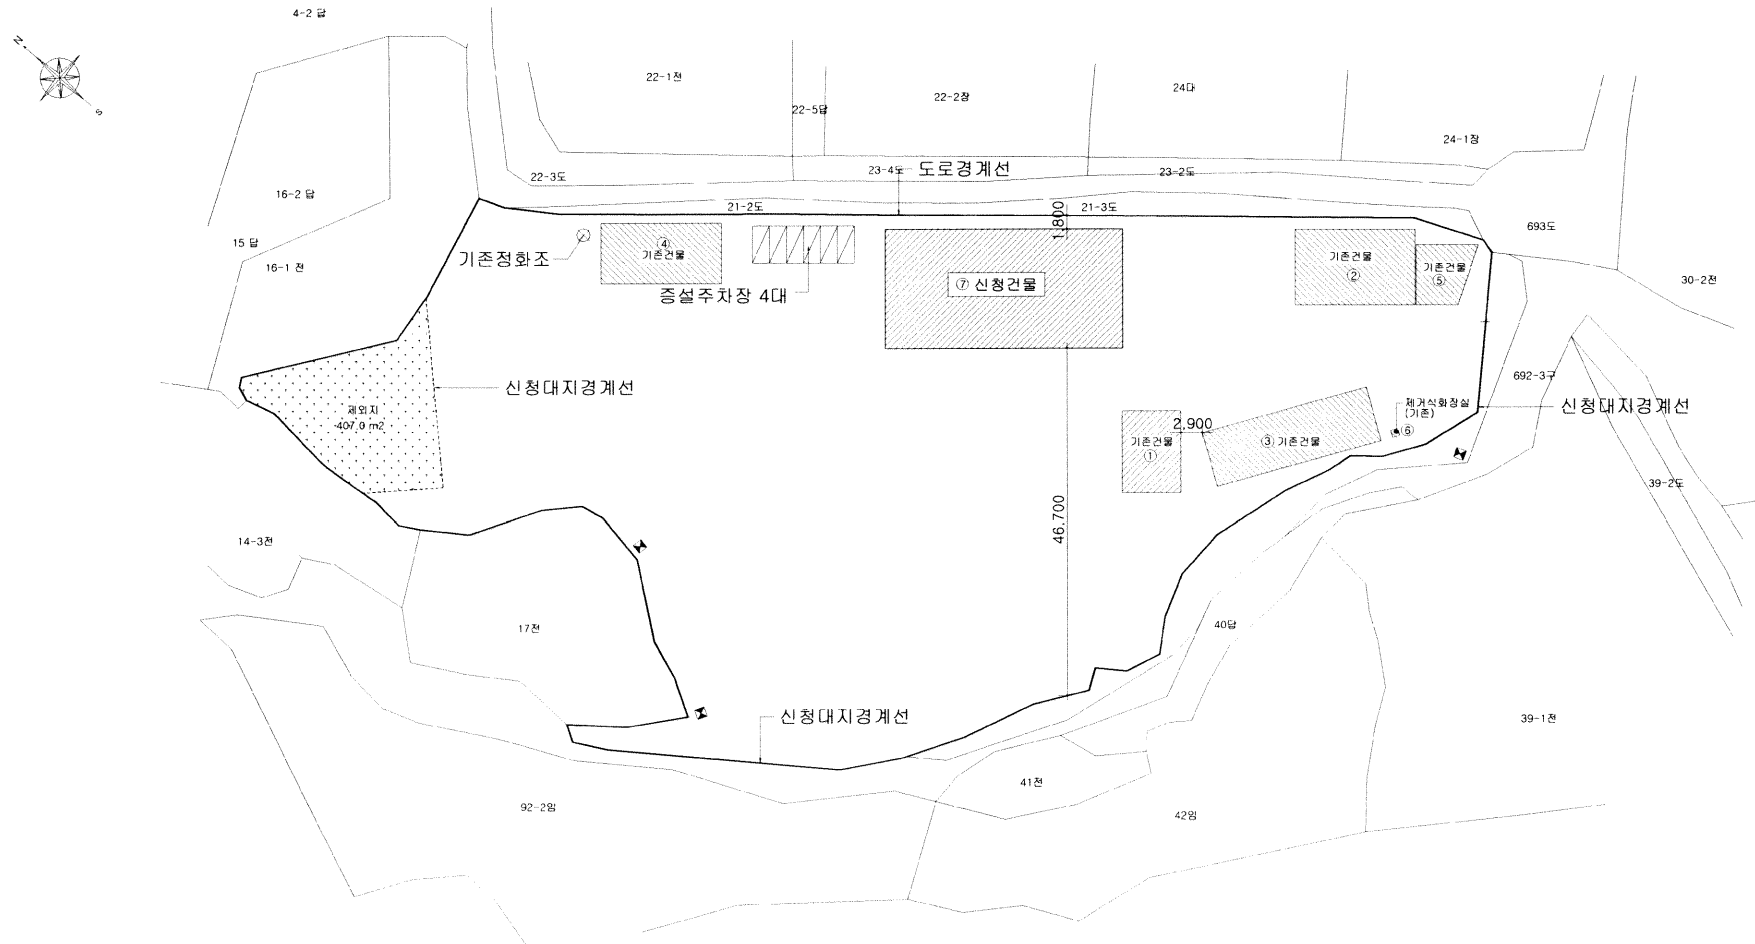 4-2 답
N
S
22-1전
22-5답
22-2장
24대
24-1장
22-3도
23-4도
도로경계선
23-2도
16-2 답
21-2도
21-3도
1.800
15 답
16-1 전
기존정화조
④
기존건물
증설주차장 4대
⑦ 신청건물
기존건물
②
기존건물
⑤
693도
30-2전
신청대지경계선
제외지
-407.0 m2
692-3구
제거식화장실
(기존)
⑥
신청대지경계선
기존건물
①
2.900
③ 기존건물
46.700
39-2도
14-3전
17전
40답
신청대지경계선
39-1전
41전
92-2임
42임